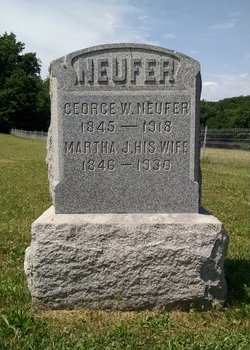 NEUFER
GEORGE W. NEUFER
1845 — 1918
MARTHA J. HIS WIFE
1846 — 1930